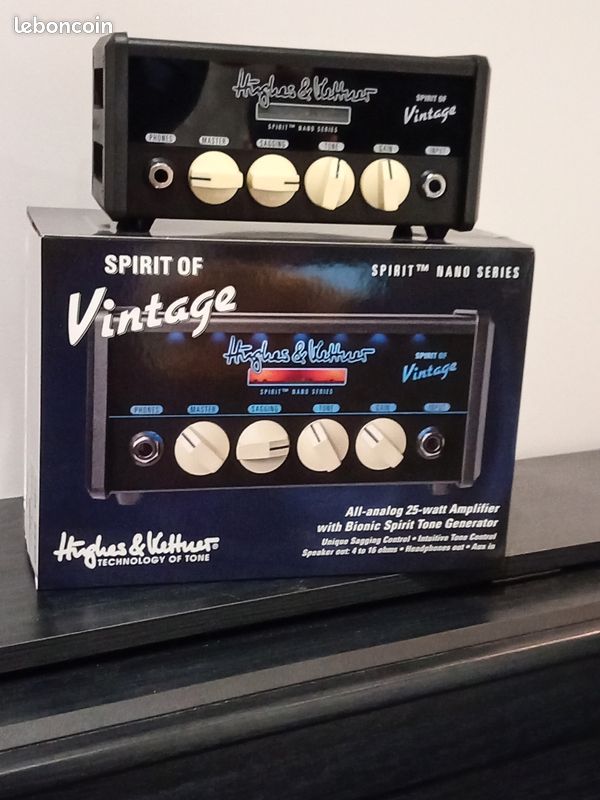 leboncoin
Hughes & Kettner
SPIRIT™ NANO SERIES
SPIRIT OF
Vintage
PHONES MASTER SAGGING TONE GAIN INPUT
SPIRIT OF
Vintage
SPIRIT™ NANO SERIES
Hughes & Kettner
SPIRIT™ NANO SERIES
SPIRIT OF
Vintage
PHONES MASTER SAGGING TONE GAIN INPUT
All-analog 25-watt Amplifier
with Bionic Spirit Tone Generator
Unique Sagging Control • Intuitive Tone Control
Speaker out: 4 to 16 ohms • Headphones out • Aux in
Hughes & Kettner®
TECHNOLOGY OF TONE